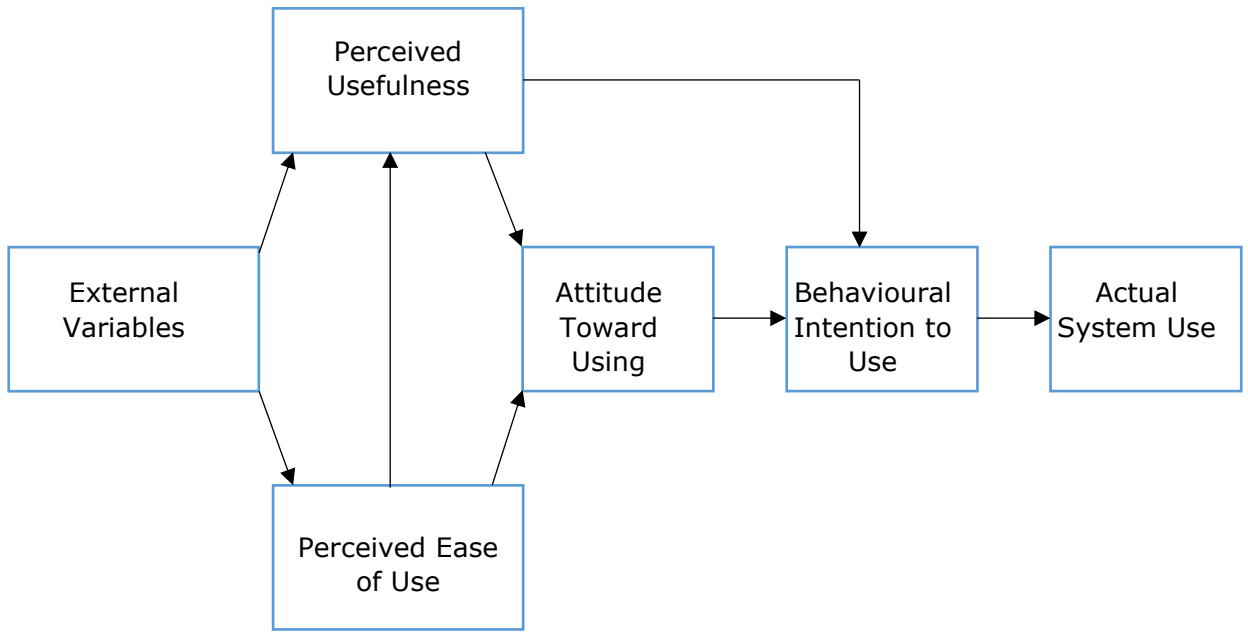 Perceived
Usefulness
External
Variables
Attitude
Toward
Using
Behavioural
Intention to
Use
Actual
System Use
Perceived Ease
of Use